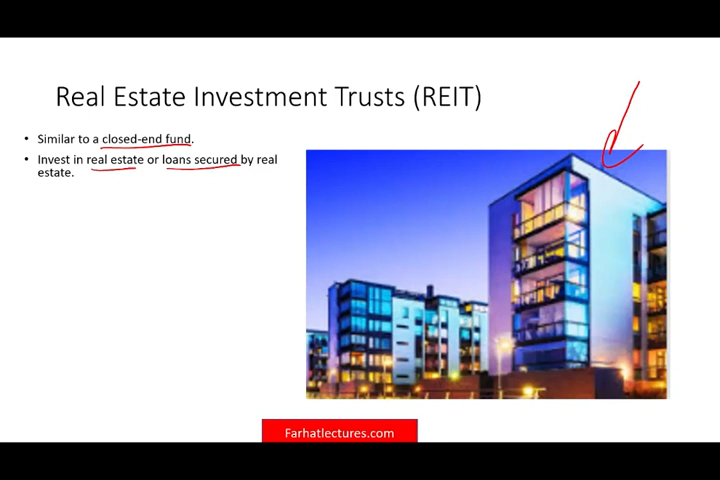 Real Estate Investment Trusts (REIT)
• Similar to a closed-end fund.
• Invest in real estate or loans secured by real
estate.
Farhatlectures.com